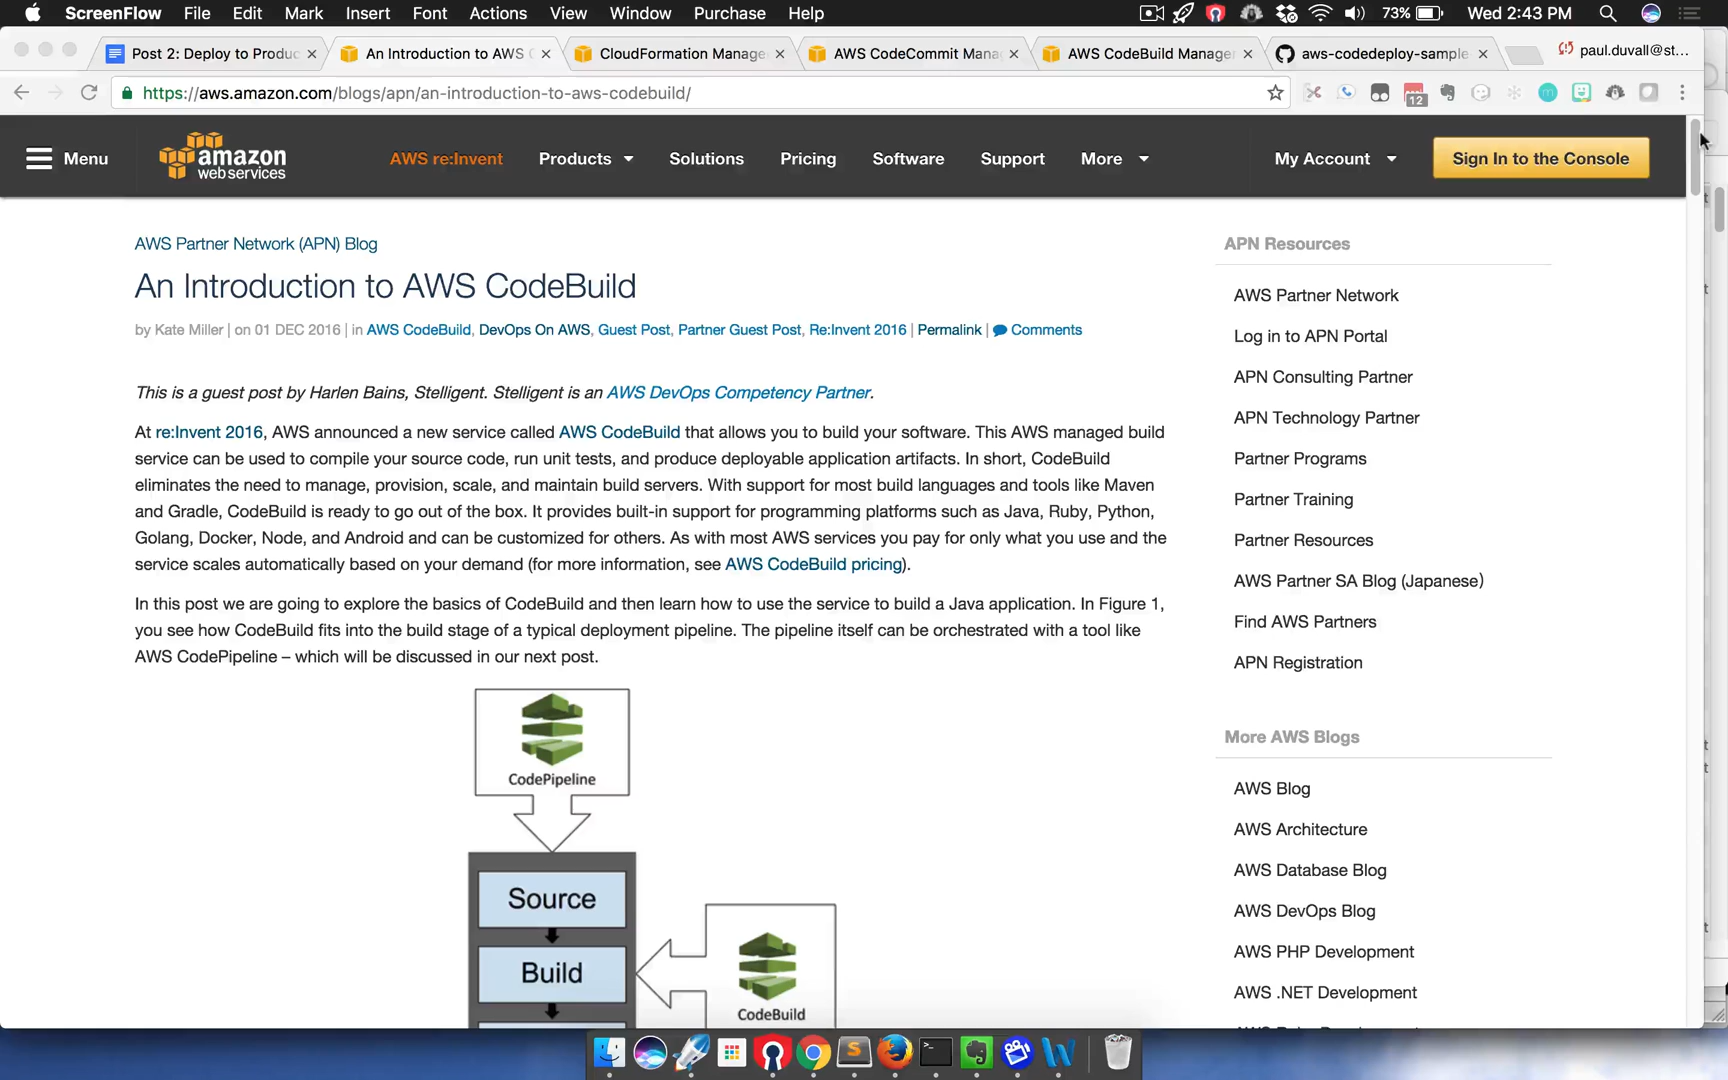 ScreenFlow File Edit Mark Insert Font Actions View Window Purchase Help 73% Wed 2:43 PM
Post 2: Deploy to Produc An Introduction to AWS C CloudFormation Manage AWS CodeCommit Mana AWS CodeBuild Manager aws-codedeploy-sample paul.duvall@st...
https://aws.amazon.com/blogs/apn/an-introduction-to-aws-codebuild/ 12
Menu amazon web services AWS re:Invent Products Solutions Pricing Software Support More My Account Sign In to the Console
AWS Partner Network (APN) Blog
An Introduction to AWS CodeBuild
by Kate Miller | on 01 DEC 2016 | in AWS CodeBuild, DevOps On AWS, Guest Post, Partner Guest Post, Re:Invent 2016 | Permalink | Comments
This is a guest post by Harlen Bains, Stelligent. Stelligent is an AWS DevOps Competency Partner.
At re:Invent 2016, AWS announced a new service called AWS CodeBuild that allows you to build your software. This AWS managed build
service can be used to compile your source code, run unit tests, and produce deployable application artifacts. In short, CodeBuild
eliminates the need to manage, provision, scale, and maintain build servers. With support for most build languages and tools like Maven
and Gradle, CodeBuild is ready to go out of the box. It provides built-in support for programming platforms such as Java, Ruby, Python,
Golang, Docker, Node, and Android and can be customized for others. As with most AWS services you pay for only what you use and the
service scales automatically based on your demand (for more information, see AWS CodeBuild pricing).
In this post we are going to explore the basics of CodeBuild and then learn how to use the service to build a Java application. In Figure 1,
you see how CodeBuild fits into the build stage of a typical deployment pipeline. The pipeline itself can be orchestrated with a tool like
AWS CodePipeline – which will be discussed in our next post.
CodePipeline
Source
Build
CodeBuild
APN Resources
AWS Partner Network
Log in to APN Portal
APN Consulting Partner
APN Technology Partner
Partner Programs
Partner Training
Partner Resources
AWS Partner SA Blog (Japanese)
Find AWS Partners
APN Registration
More AWS Blogs
AWS Blog
AWS Architecture
AWS Database Blog
AWS DevOps Blog
AWS PHP Development
AWS .NET Development